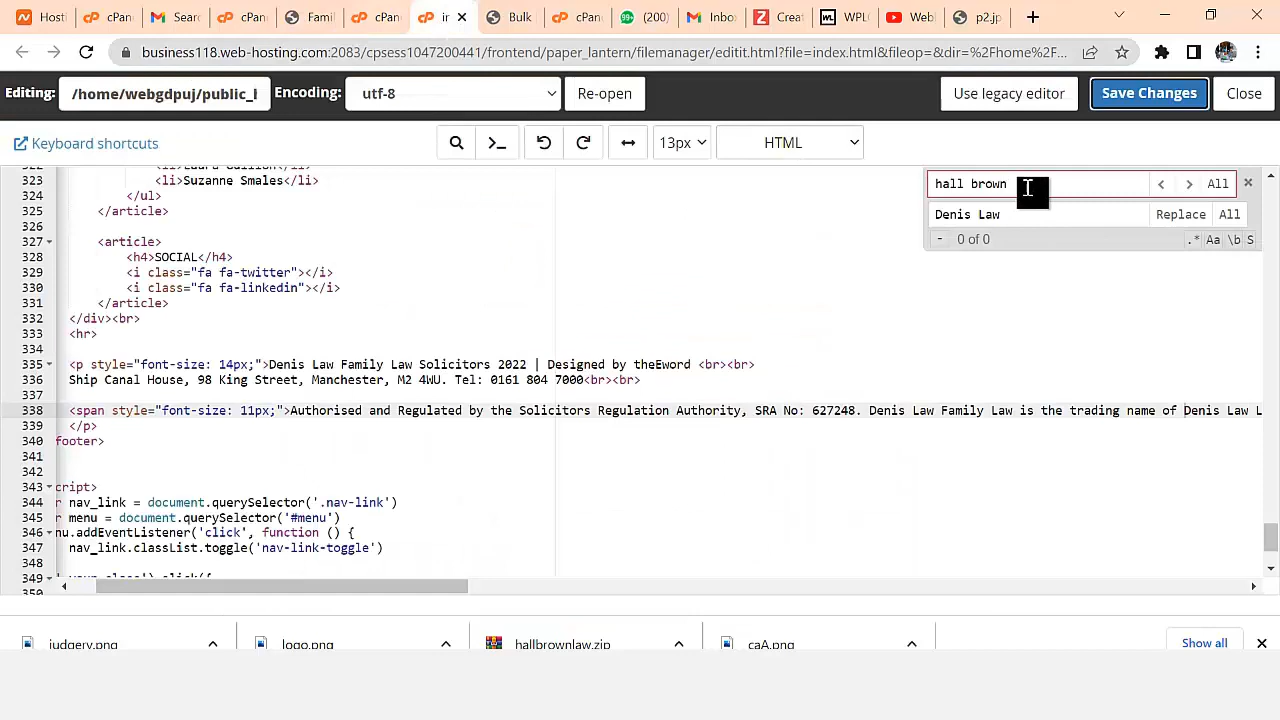 Hosti
cPan
Sear
cPan
Famil
cPan
ir
Bulk
cPan
99+
(200)
Inbo
Creat
WPL
Web
p2.jp
business118.web-hosting.com:2083/cpsess1047200441/frontend/paper_lantern/filemanager/editit.html?file=index.html&fileop=&dir=%2Fhome%2F...
Editing: /home/webgdpuj/public_h Encoding: utf-8 Re-open Use legacy editor Save Changes Close
Keyboard shortcuts 13px HTML
hall brown All
Denis Law Replace All
- 0 of 0 .* Aa \b S
323 <li>Suzanne Smales</li>
324 </ul>
325 </article>
326
327 <article>
328 <h4>SOCIAL</h4>
329 <i class="fa fa-twitter"></i>
330 <i class="fa fa-linkedin"></i>
331 </article>
332 </div><br>
333 <hr>
334
335 <p style="font-size: 14px;">Denis Law Family Law Solicitors 2022 | Designed by theEword <br><br>
336 Ship Canal House, 98 King Street, Manchester, M2 4WU. Tel: 0161 804 7000<br><br>
337
338 <span style="font-size: 11px;">Authorised and Regulated by the Solicitors Regulation Authority, SRA No: 627248. Denis Law Family Law is the trading name of Denis Law L
339 </p>
340 footer>
341
342
343 cript>
344 r nav_link = document.querySelector('.nav-link')
345 r menu = document.querySelector('#menu')
346 nu.addEventListener('click', function () {
347 nav_link.classList.toggle('nav-link-toggle')
348
349
350
judgery.png
logo.png
hallbrownlaw.zip
caA.png
Show all